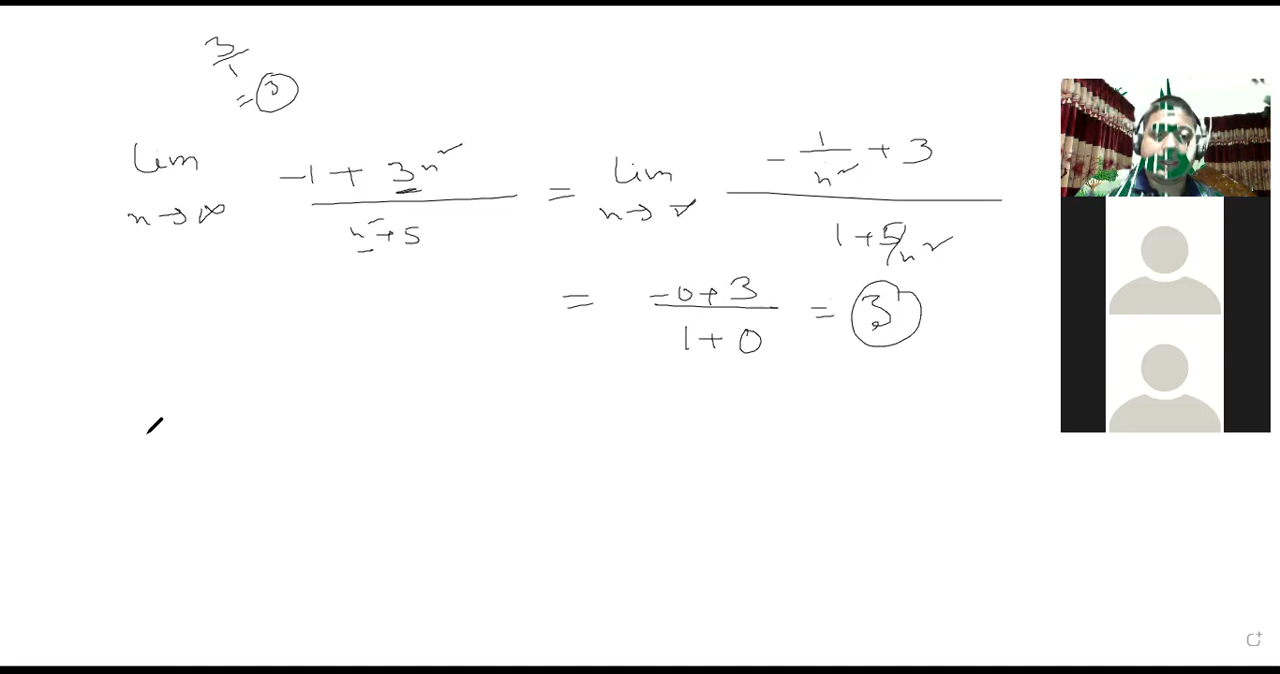 3/1
= 3
lim n→∞ (-1 + 3n²)/(n² + 5) = lim n→∞ (-1/n² + 3)/(1 + 5/n²)
= (-0 + 3)/(1 + 0) = 3